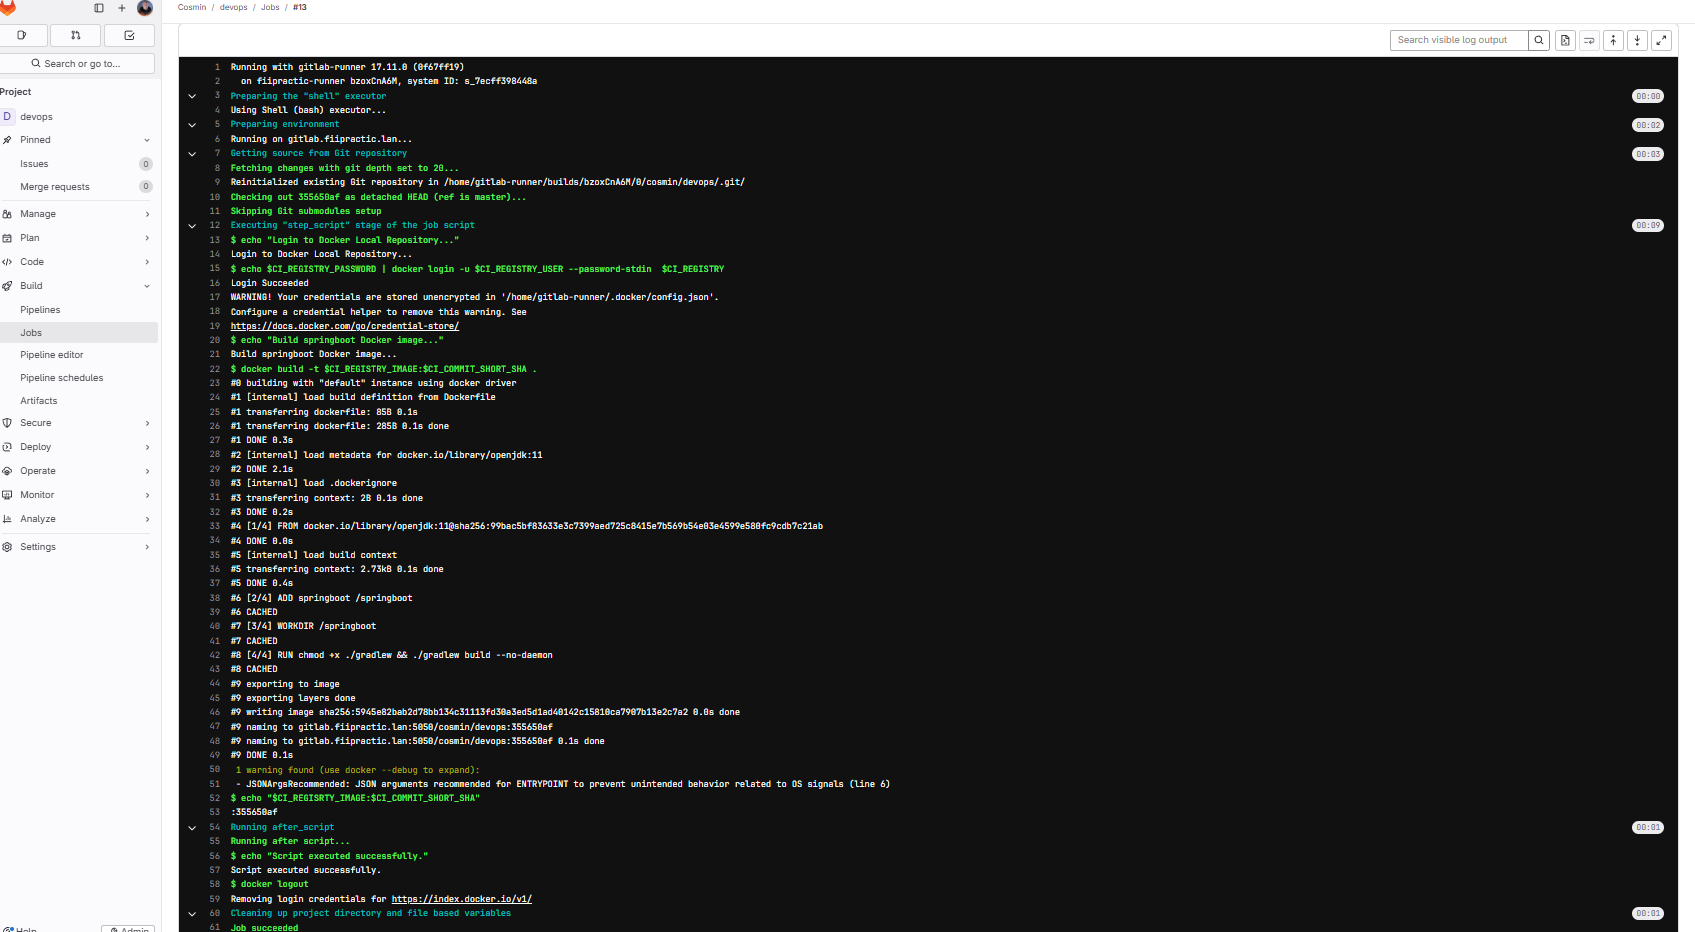 Cosmin / devops / Jobs / #13
Search or go to...
Project
D devops
Pinned
Issues 0
Merge requests 0
Manage
Plan
Code
Build
Pipelines
Jobs
Pipeline editor
Pipeline schedules
Artifacts
Secure
Deploy
Operate
Monitor
Analyze
Settings
Help
Admin
Search visible log output
1 Running with gitlab-runner 17.11.0 (0f67ff19)
2 on fiipractic-runner bzoxCnA6M, system ID: s_7ecff398448a
3 Preparing the "shell" executor 00:00
4 Using Shell (bash) executor...
5 Preparing environment 00:02
6 Running on gitlab.fiipractic.lan...
7 Getting source from Git repository 00:03
8 Fetching changes with git depth set to 20...
9 Reinitialized existing Git repository in /home/gitlab-runner/builds/bzoxCnA6M/0/cosmin/devops/.git/
10 Checking out 355650af as detached HEAD (ref is master)...
11 Skipping Git submodules setup
12 Executing "step_script" stage of the job script 00:09
13 $ echo "Login to Docker Local Repository..."
14 Login to Docker Local Repository...
15 $ echo $CI_REGISTRY_PASSWORD | docker login -u $CI_REGISTRY_USER --password-stdin  $CI_REGISTRY
16 Login Succeeded
17 WARNING! Your credentials are stored unencrypted in '/home/gitlab-runner/.docker/config.json'.
18 Configure a credential helper to remove this warning. See
19 https://docs.docker.com/go/credential-store/
20 $ echo "Build springboot Docker image..."
21 Build springboot Docker image...
22 $ docker build -t $CI_REGISTRY_IMAGE:$CI_COMMIT_SHORT_SHA .
23 #0 building with "default" instance using docker driver
24 #1 [internal] load build definition from Dockerfile
25 #1 transferring dockerfile: 85B 0.1s
26 #1 transferring dockerfile: 285B 0.1s done
27 #1 DONE 0.3s
28 #2 [internal] load metadata for docker.io/library/openjdk:11
29 #2 DONE 2.1s
30 #3 [internal] load .dockerignore
31 #3 transferring context: 2B 0.1s done
32 #3 DONE 0.2s
33 #4 [1/4] FROM docker.io/library/openjdk:11@sha256:99bac5bf83633e3c7399aed725c8415e7b569b54e03e4599e580fc9cdb7c21ab
34 #4 DONE 0.0s
35 #5 [internal] load build context
36 #5 transferring context: 2.73kB 0.1s done
37 #5 DONE 0.4s
38 #6 [2/4] ADD springboot /springboot
39 #6 CACHED
40 #7 [3/4] WORKDIR /springboot
41 #7 CACHED
42 #8 [4/4] RUN chmod +x ./gradlew && ./gradlew build --no-daemon
43 #8 CACHED
44 #9 exporting to image
45 #9 exporting layers done
46 #9 writing image sha256:5945e82bab2d78bb134c31113fd30a3ed5d1ad40142c15810ca7907b13e2c7a2 0.0s done
47 #9 naming to gitlab.fiipractic.lan:5050/cosmin/devops:355650af
48 #9 naming to gitlab.fiipractic.lan:5050/cosmin/devops:355650af 0.1s done
49 #9 DONE 0.1s
50 1 warning found (use docker --debug to expand):
51 - JSONArgsRecommended: JSON arguments recommended for ENTRYPOINT to prevent unintended behavior related to OS signals (line 6)
52 $ echo "$CI_REGISRTY_IMAGE:$CI_COMMIT_SHORT_SHA"
53 :355650af
54 Running after_script 00:01
55 Running after script...
56 $ echo "Script executed successfully."
57 Script executed successfully.
58 $ docker logout
59 Removing login credentials for https://index.docker.io/v1/
60 Cleaning up project directory and file based variables 00:01
61 Job succeeded